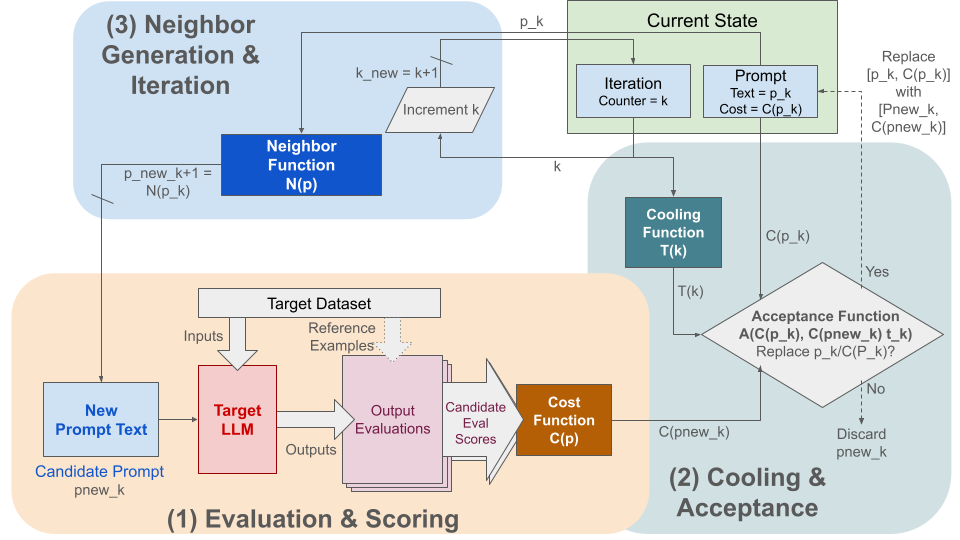 (3) Neighbor
Generation &
Iteration
p_k
Current State
k_new = k+1
Increment k
Iteration
Counter = k
Prompt
Text = p_k
Cost = C(p_k)
Replace
[p_k, C(p_k)]
with
[Pnew_k,
C(pnew_k)]
Neighbor
Function
N(p)
p_new_k+1 =
N(p_k)
k
Cooling
Function
T(k)
C(p_k)
T(k)
Yes
Acceptance Function
A(C(p_k), C(pnew_k) t_k)
Replace p_k/C(P_k)?
No
Discard
pnew_k
Target Dataset
Inputs
Reference
Examples
New
Prompt Text
Candidate Prompt
pnew_k
Target
LLM
Outputs
Output
Evaluations
Candidate
Eval
Scores
Cost
Function
C(p)
C(pnew_k)
(2) Cooling &
Acceptance
(1) Evaluation & Scoring